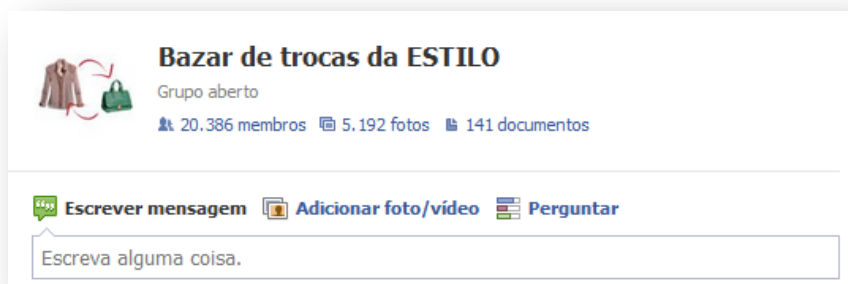 Bazar de trocas da ESTILO
Grupo aberto
20.386 membros 5.192 fotos 141 documentos
Escrever mensagem Adicionar foto/vídeo Perguntar
Escreva alguma coisa.